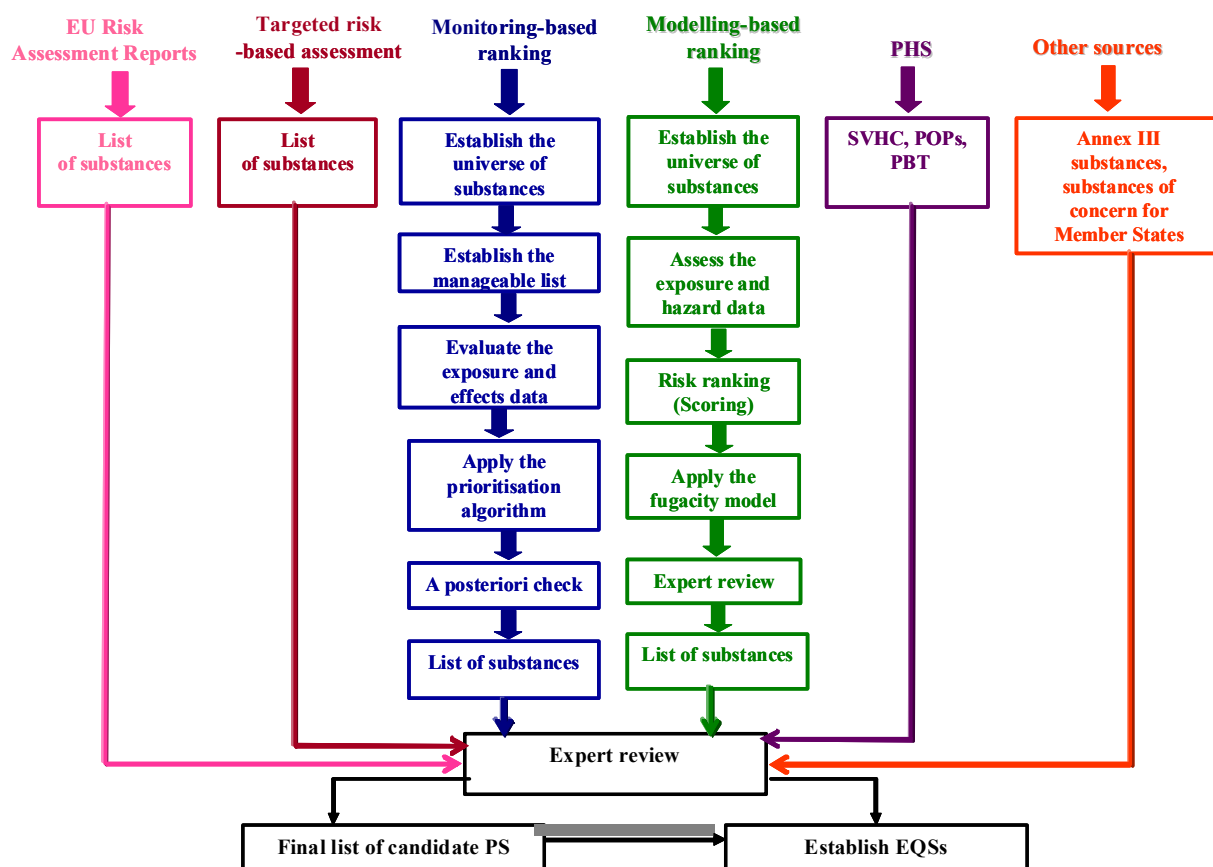 EU Risk
Assessment Reports
Targeted risk
-based assessment
Monitoring-based
ranking
Modelling-based
ranking
PHS
Other sources
List
of substances
List
of substances
Establish the
universe of
substances
Establish the
manageable list
Evaluate the
exposure and
effects data
Apply the
prioritisation
algorithm
A posteriori check
List of substances
Establish the
universe of
substances
Assess the
exposure and
hazard data
Risk ranking
(Scoring)
Apply the
fugacity model
Expert review
List of substances
SVHC, POPs,
PBT
Annex III
substances,
substances of
concern for
Member States
Expert review
Final list of candidate PS
Establish EQSs